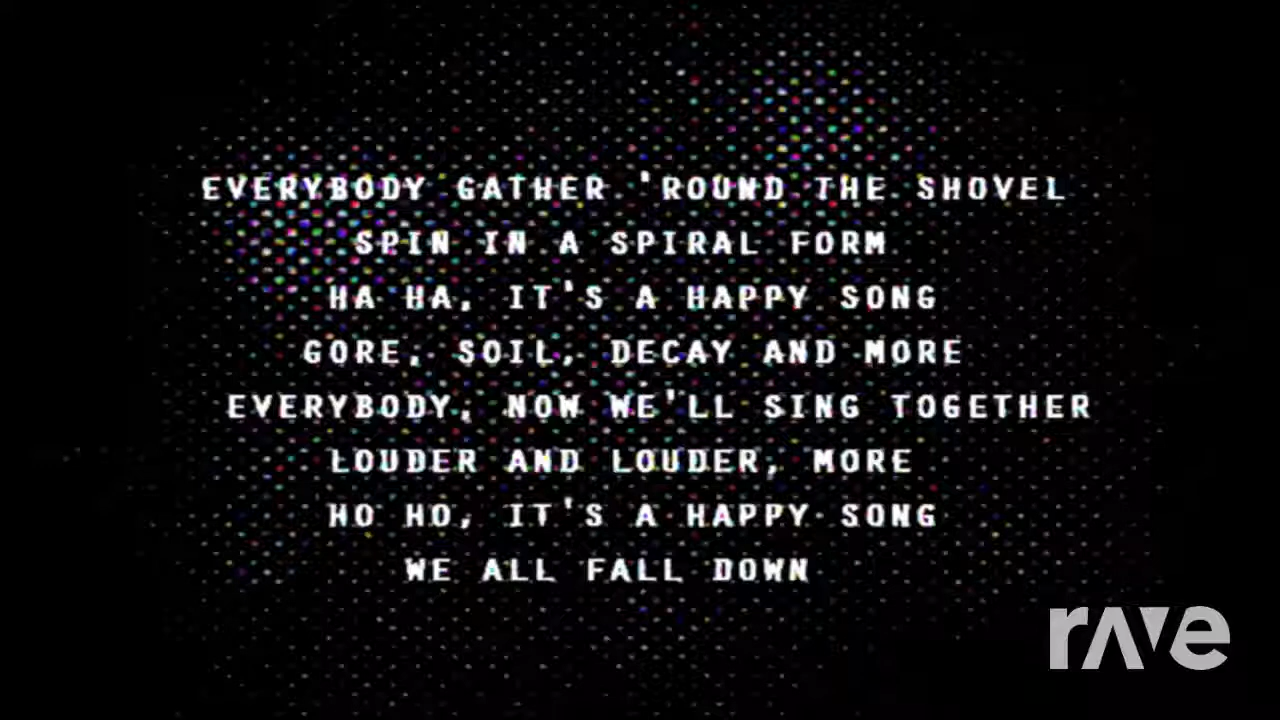 EVERYBODY GATHER 'ROUND THE SHOVEL
SPIN IN A SPIRAL FORM
HA HA, IT'S A HAPPY SONG
GORE, SOIL, DECAY AND MORE
EVERYBODY, NOW WE'LL SING TOGETHER
LOUDER AND LOUDER, MORE
HO HO, IT'S A HAPPY SONG
WE ALL FALL DOWN
rave